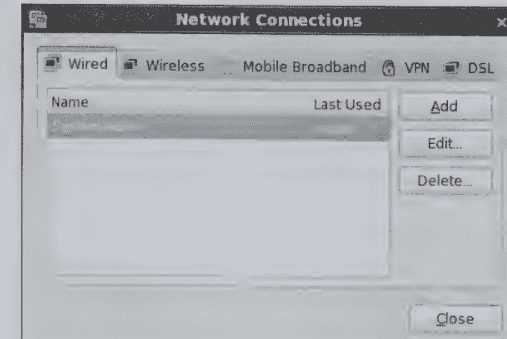 Network Connections
Wired Wireless Mobile Broadband VPN DSL
Name Last Used
Add
Edit...
Delete...
Close